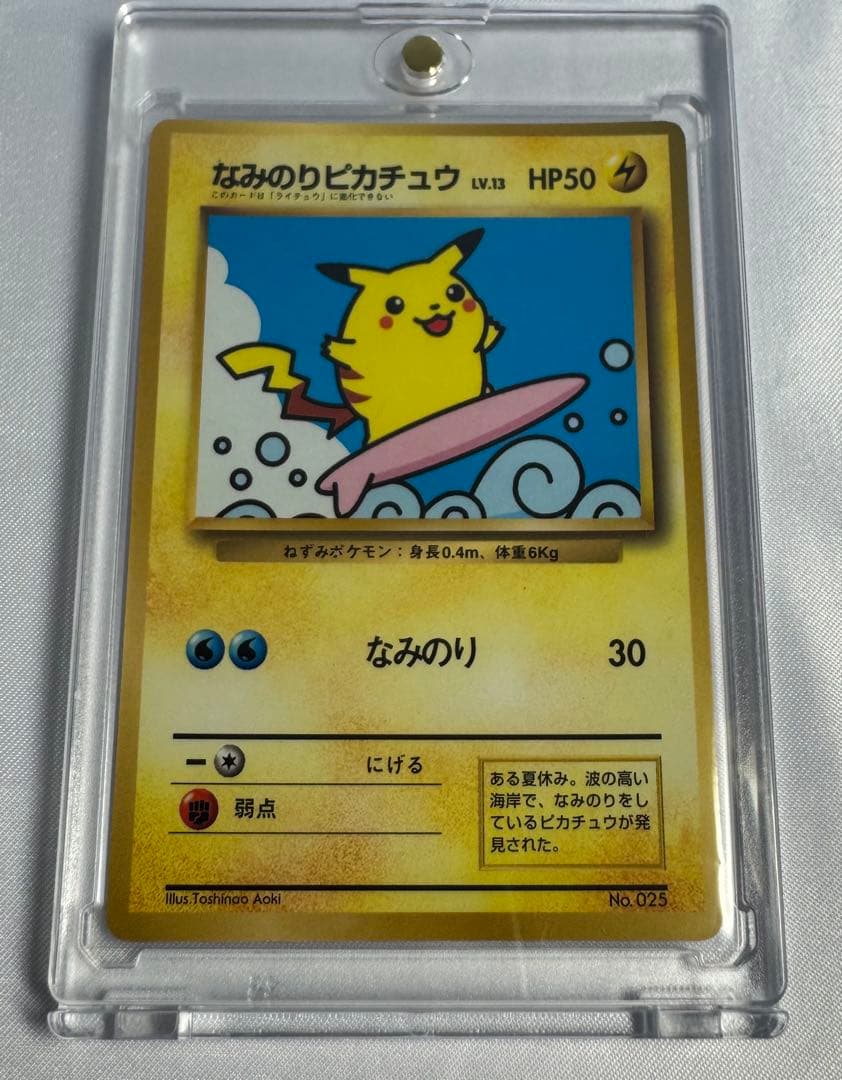 なみのりピカチュウ LV.13 HP50
このカードは「ライチュウ」に進化できない
ねずみポケモン：身長0.4m、体重6Kg
なみのり 30
ー にげる
弱点
ある夏休み。波の高い
海岸で、なみのりをし
ているピカチュウが発
見された。
Illus.Toshinao Aoki No. 025